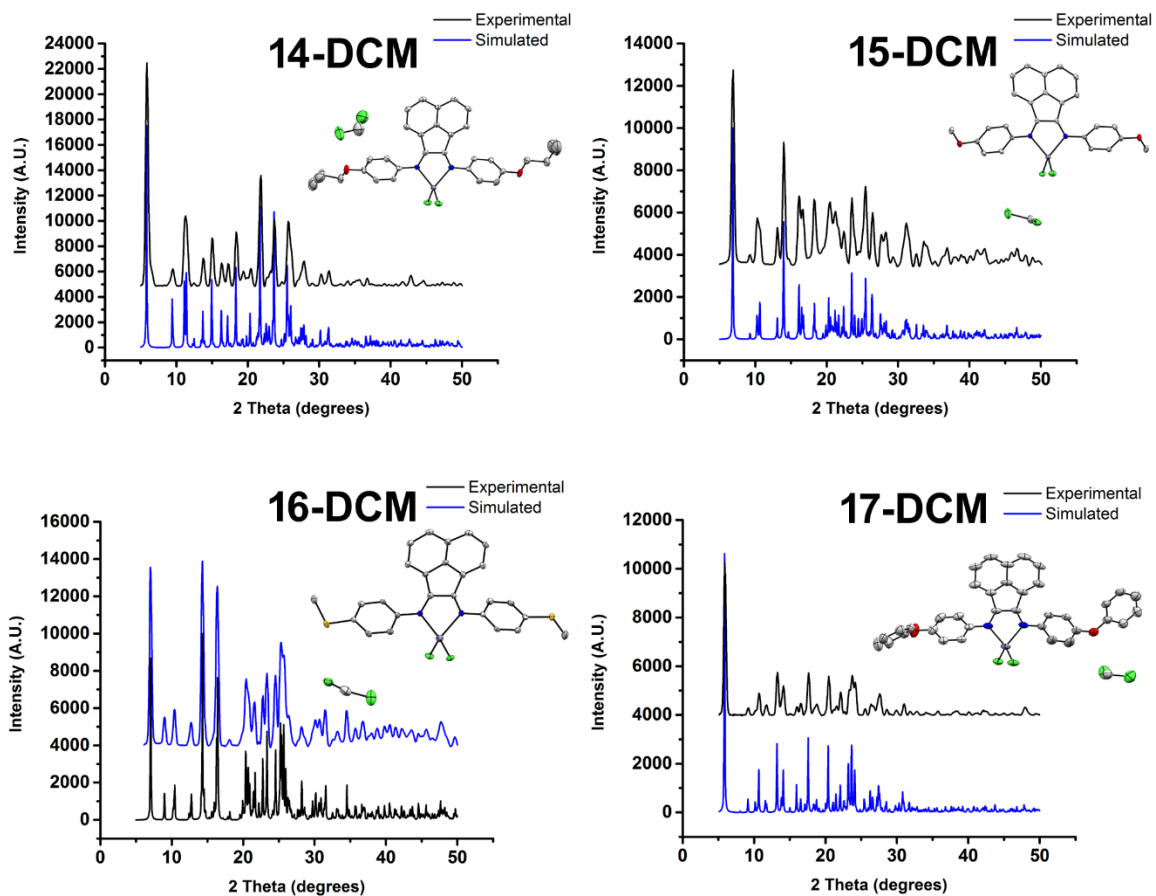 14-DCM
Experimental
Simulated
24000
22000
20000
18000
16000
14000
12000
10000
8000
6000
4000
2000
0
Intensity (A.U.)
0 10 20 30 40 50
2 Theta (degrees)
15-DCM
Experimental
Simulated
14000
12000
10000
8000
6000
4000
2000
0
Intensity (A.U.)
0 10 20 30 40 50
2 Theta (degrees)
16-DCM
Experimental
Simulated
16000
14000
12000
10000
8000
6000
4000
2000
0
Intensity (A.U.)
0 10 20 30 40 50
2 Theta (degrees)
17-DCM
Experimental
Simulated
12000
10000
8000
6000
4000
2000
0
Intensity (A.U.)
0 10 20 30 40 50
2 Theta (degrees)